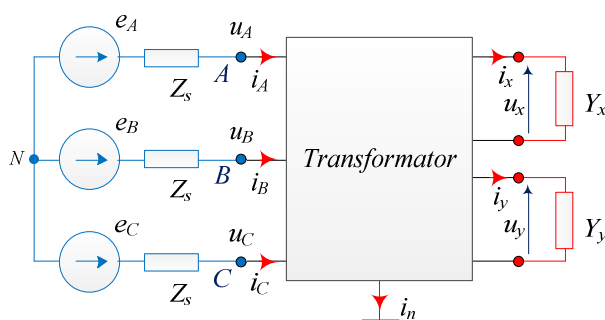 e_A u_A
A
Z_s i_A i_x
u_x Y_x
e_B u_B
N Transformator
B
Z_s i_B
i_y
e_C u_C u_y Y_y
C
Z_s i_C i_n